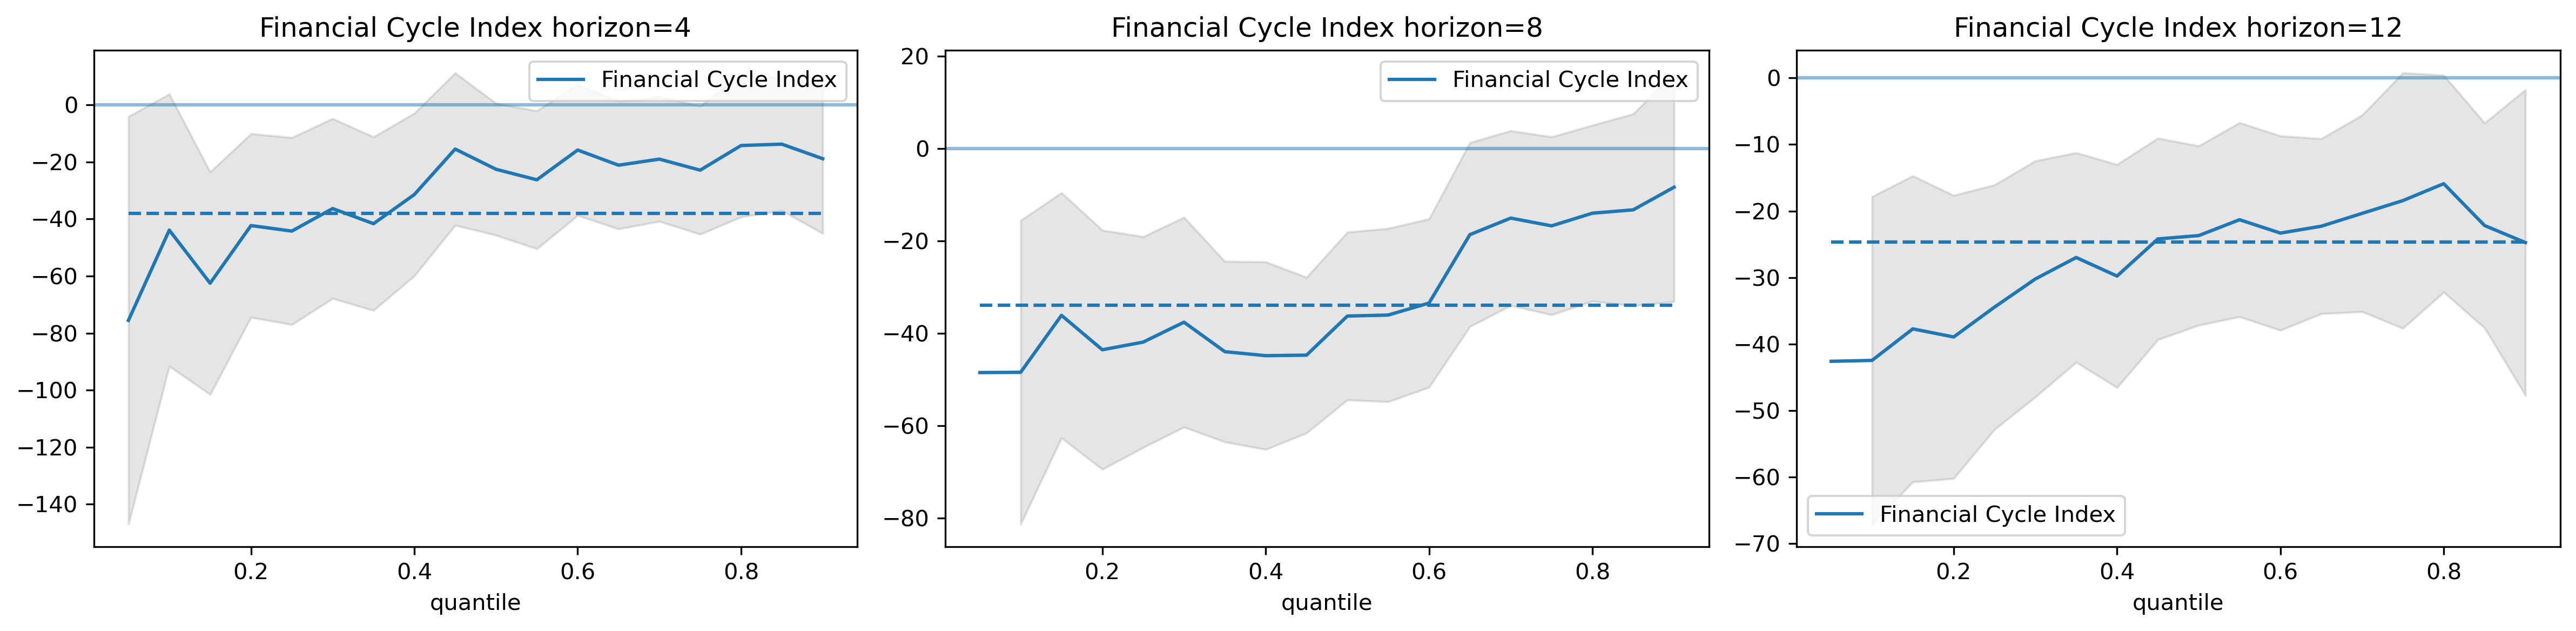 Financial Cycle Index horizon=4
Financial Cycle Index
0
−20
−40
−60
−80
−100
−120
−140
0.2 0.4 0.6 0.8
quantile
Financial Cycle Index horizon=8
Financial Cycle Index
20
0
−20
−40
−60
−80
0.2 0.4 0.6 0.8
quantile
Financial Cycle Index horizon=12
0
−10
−20
−30
−40
−50
−60
−70
Financial Cycle Index
0.2 0.4 0.6 0.8
quantile